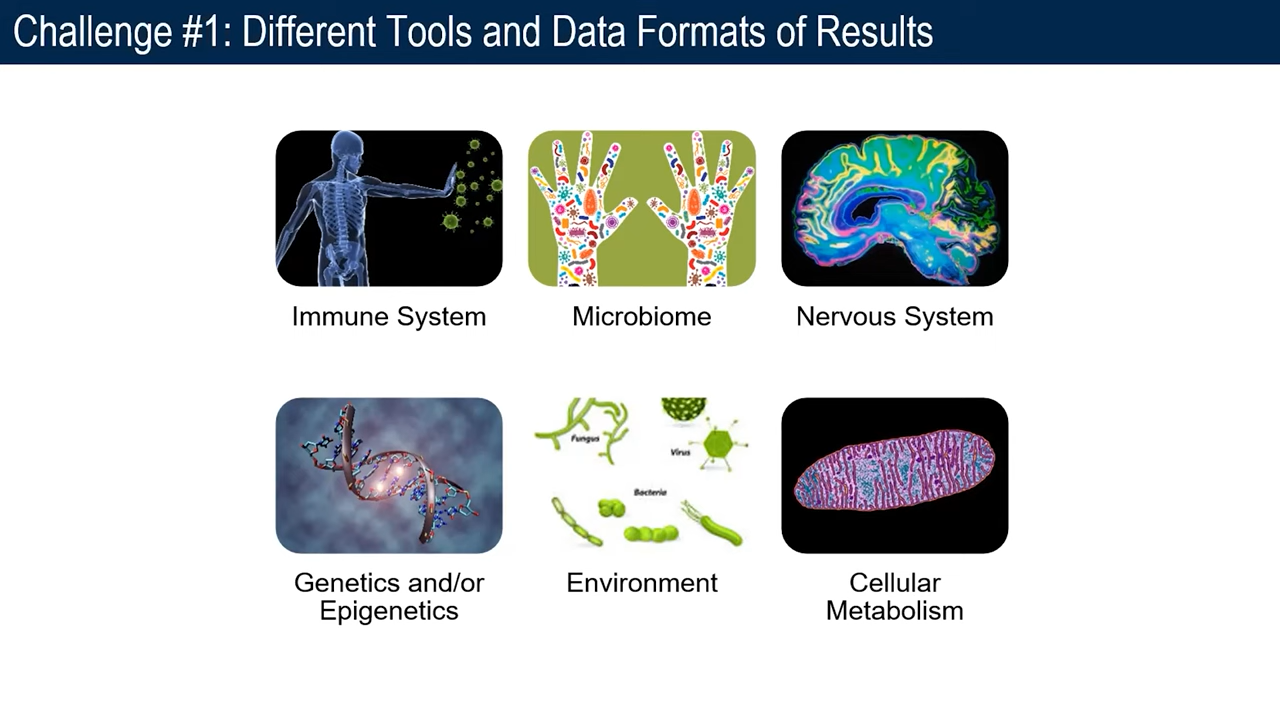 Challenge #1: Different Tools and Data Formats of Results
Immune System
Microbiome
Nervous System
Fungus
Virus
Bacteria
Genetics and/or
Epigenetics
Environment
Cellular
Metabolism